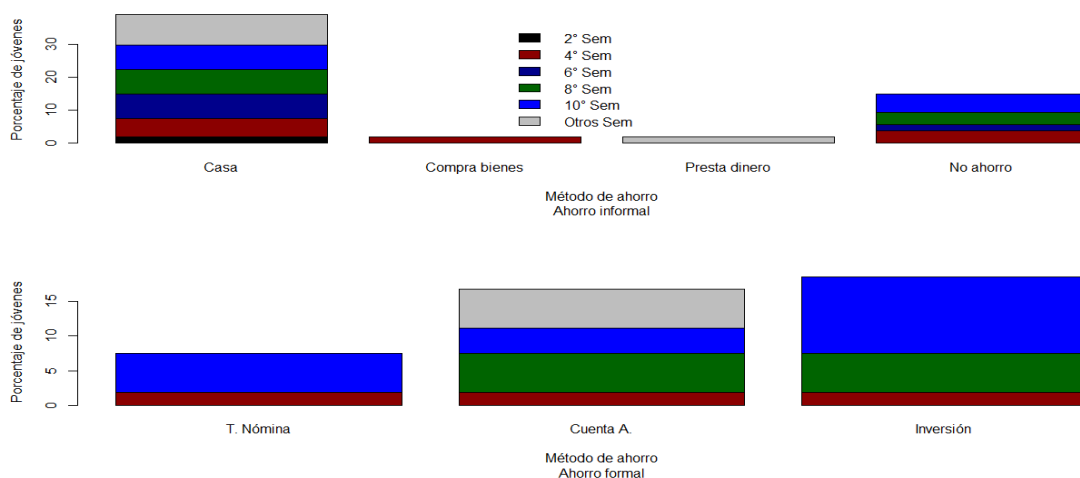 Porcentaje de jóvenes
30
20
10
0
2° Sem
4° Sem
6° Sem
8° Sem
10° Sem
Otros Sem
Casa
Compra bienes
Presta dinero
No ahorro
Método de ahorro
Ahorro informal
Porcentaje de jóvenes
15
10
5
0
T. Nómina
Cuenta A.
Inversión
Método de ahorro
Ahorro formal